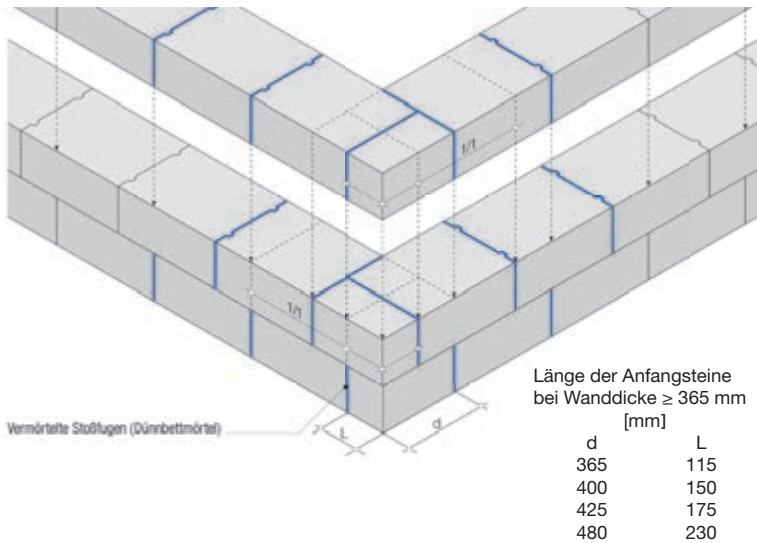 1/1
1/1
Vermörtelte Stoßfugen (Dünnbettmörtel)
L
d
Länge der Anfangsteine
bei Wanddicke ≥ 365 mm
[mm]
d L
365 115
400 150
425 175
480 230